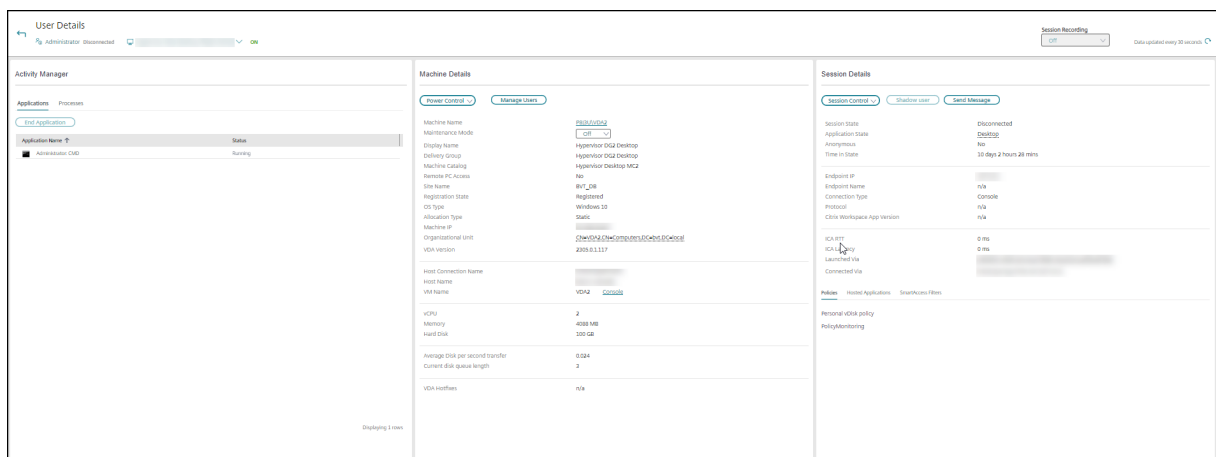 User Details
Administrator Disconnected ON
Session Recording
Off
Data updated every 30 seconds
Activity Manager
Applications Processes
End Application
Application Name Status
Administrator: CMD Running
Displaying 1 rows
Machine Details
Power Control Manage Users
Machine Name
Maintenance Mode Off
Display Name Hypervisor DG2 Desktop
Delivery Group Hypervisor DG2 Desktop
Machine Catalog Hypervisor Desktop MC2
Remote PC Access No
Site Name BVT_DB
Registration State Registered
OS Type Windows 10
Allocation Type Static
Machine IP
Organizational Unit CN=VDA2,CN=Computers,DC=bvt,DC=local
VDA Version 2305.0.1.117
Host Connection Name
Host Name
VM Name VDA2 Console
vCPU 2
Memory 4088 MB
Hard Disk 100 GB
Average Disk per second transfer 0.024
Current disk queue length 3
VDA Hotfixes n/a
Session Details
Session Control Shadow user Send Message
Session State Disconnected
Application State Desktop
Anonymous No
Time in State 10 days 2 hours 28 mins
Endpoint IP
Endpoint Name n/a
Connection Type Console
Protocol n/a
Citrix Workspace App Version n/a
ICA RTT 0 ms
ICA Latency 0 ms
Launched Via
Connected Via
Policies Hosted Applications SmartAccess Filters
Personal vDisk policy
PolicyMonitoring